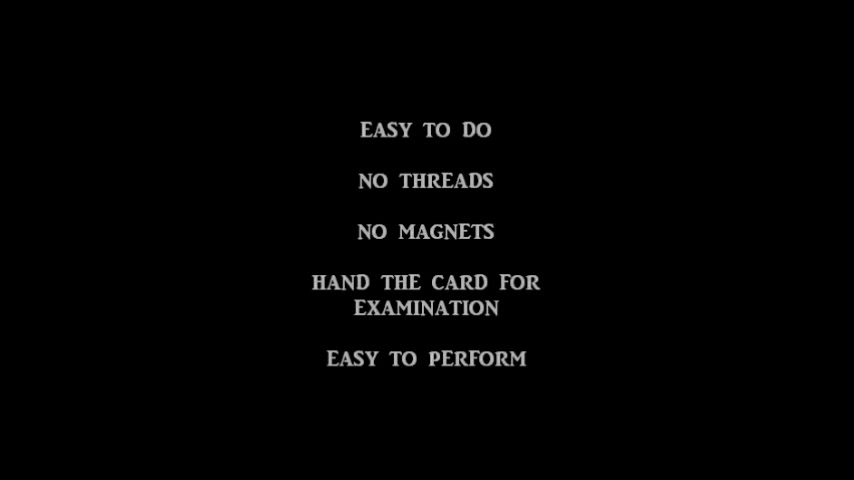 EASY TO DO
NO THREADS
NO MAGNETS
HAND THE CARD FOR
EXAMINATION
EASY TO PERFORM